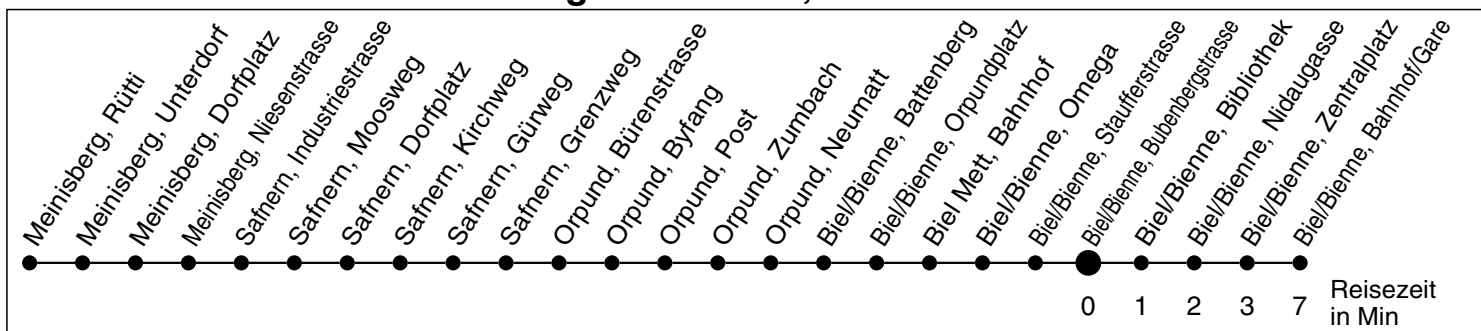 Meinisberg, Rütti
Meinisberg, Unterdorf
Meinisberg, Dorfplatz
Meinisberg, Niesenstrasse
Safnern, Industriestrasse
Safnern, Moosweg
Safnern, Dorfplatz
Safnern, Kirchweg
Safnern, Gürweg
Safnern, Grenzweg
Orpund, Bürenstrasse
Orpund, Byfang
Orpund, Post
Orpund, Zumbach
Orpund, Neumatt
Biel/Bienne, Battenberg
Biel/Bienne, Orpundplatz
Biel Mett, Bahnhof
Biel/Bienne, Omega
Biel/Bienne, Staufferstrasse
Biel/Bienne, Bubenbergstrasse
Biel/Bienne, Bibliothek
Biel/Bienne, Nidaugasse
Biel/Bienne, Zentralplatz
Biel/Bienne, Bahnhof/Gare
0 1 2 3 7 Reisezeit
in Min